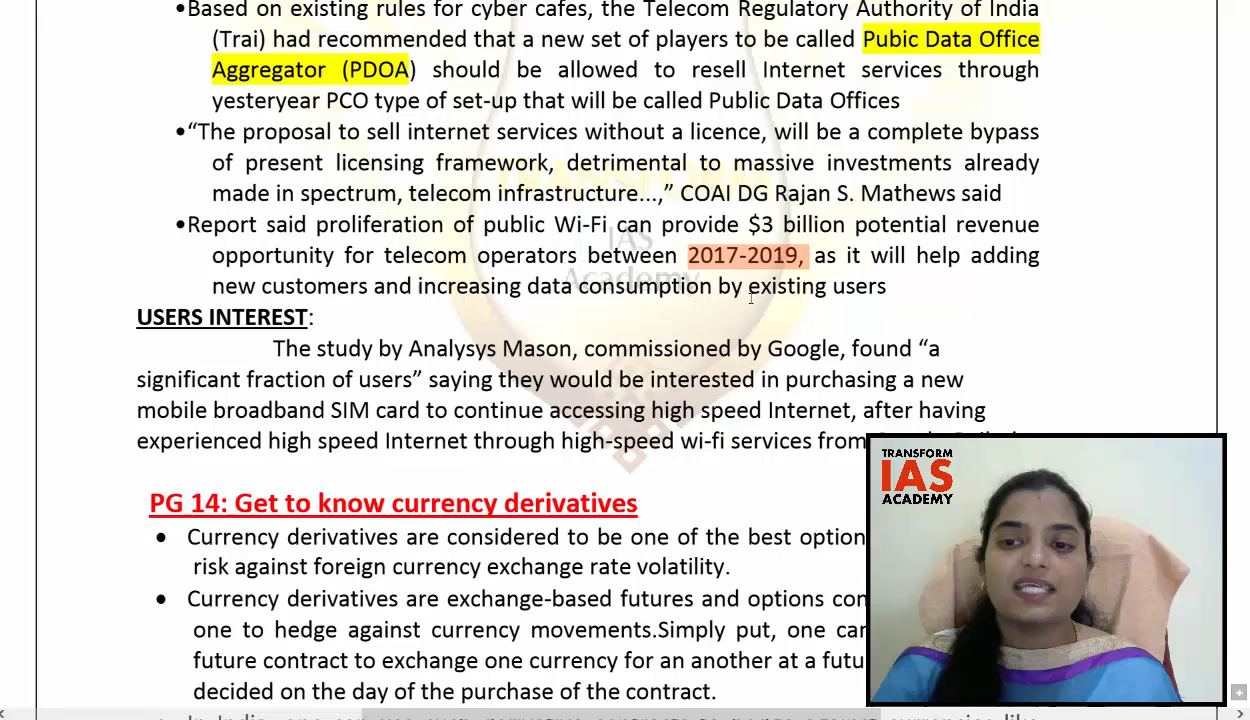 •Based on existing rules for cyber cafes, the Telecom Regulatory Authority of India
(Trai) had recommended that a new set of players to be called Pubic Data Office
Aggregator (PDOA) should be allowed to resell Internet services through
yesteryear PCO type of set-up that will be called Public Data Offices
•“The proposal to sell internet services without a licence, will be a complete bypass
of present licensing framework, detrimental to massive investments already
made in spectrum, telecom infrastructure...,” COAI DG Rajan S. Mathews said
•Report said proliferation of public Wi-Fi can provide $3 billion potential revenue
opportunity for telecom operators between 2017-2019, as it will help adding
new customers and increasing data consumption by existing users
USERS INTEREST:
The study by Analysys Mason, commissioned by Google, found “a
significant fraction of users” saying they would be interested in purchasing a new
mobile broadband SIM card to continue accessing high speed Internet, after having
experienced high speed Internet through high-speed wi-fi services from
PG 14: Get to know currency derivatives
• Currency derivatives are considered to be one of the best option
risk against foreign currency exchange rate volatility.
• Currency derivatives are exchange-based futures and options con
one to hedge against currency movements.Simply put, one can
future contract to exchange one currency for an another at a futu
decided on the day of the purchase of the contract.
TRANSFORM
IAS
Academy
TRANSFORM
IAS
ACADEMY